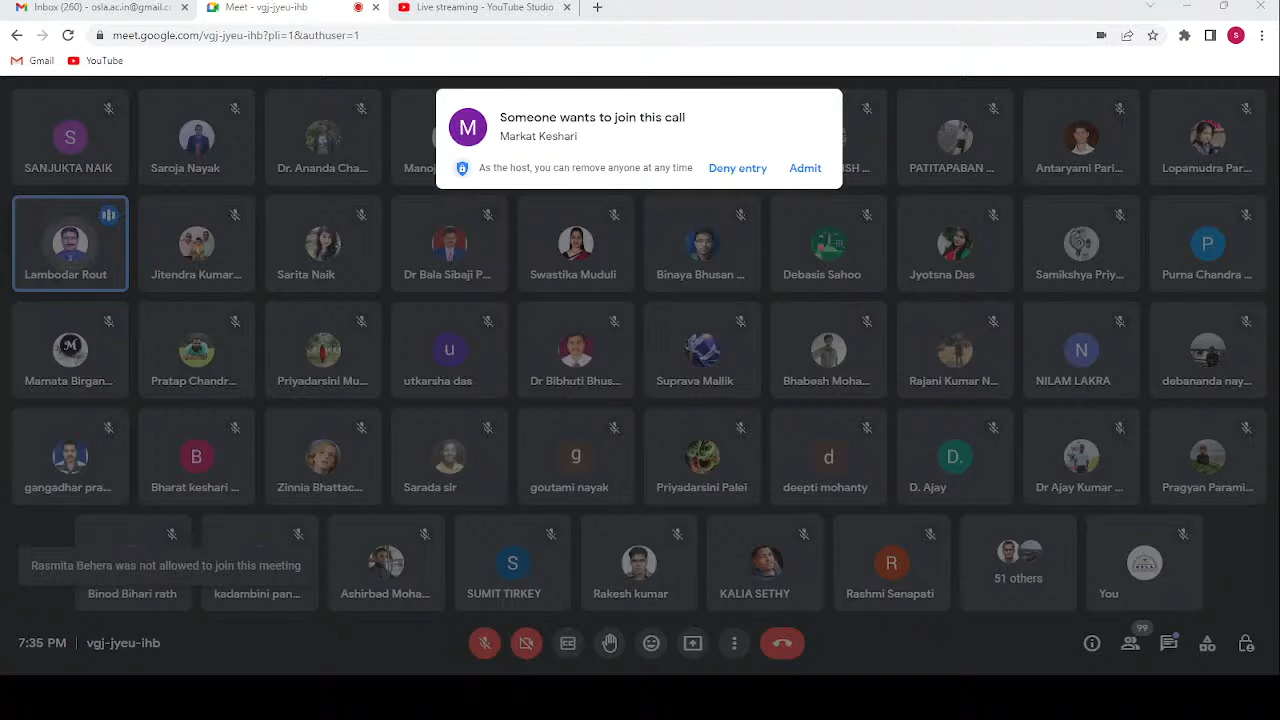 Inbox (260) - osla.ac.in@gmail.c
Meet - vgj-jyeu-ihb
Live streaming - YouTube Studio
meet.google.com/vgj-jyeu-ihb?pli=1&authuser=1
S
Gmail
YouTube
Someone wants to join this call
M
Markat Keshari
As the host, you can remove anyone at any time
Deny entry
Admit
S
SANJUKTA NAIK
Saroja Nayak
Dr. Ananda Cha...
Manoj
SH ...
PATITAPABAN ...
Antaryami Pari...
Lopamudra Par...
Lambodar Rout
Jitendra Kumar...
Sarita Naik
Dr Bala Sibaji P...
Swastika Muduli
Binaya Bhusan ...
Debasis Sahoo
Jyotsna Das
Samikshya Priy...
P
Purna Chandra ...
M
Mamata Birgan...
Pratap Chandr...
Priyadarsini Mu...
u
utkarsha das
Dr Bibhuti Bhus...
Suprava Mallik
Bhabesh Moha...
Rajani Kumar N...
N
NILAM LAKRA
debananda nay...
gangadhar pra...
B
Bharat keshari ...
Zinnia Bhattac...
Sarada sir
g
goutami nayak
Priyadarsini Palei
d
deepti mohanty
D.
D. Ajay
Dr Ajay Kumar ...
Pragyan Parami...
Rasmita Behera was not allowed to join this meeting
Binod Bihari rath
kadambini pan...
Ashirbad Moha...
S
SUMIT TIRKEY
Rakesh kumar
KALIA SETHY
R
Rashmi Senapati
51 others
You
7:35 PM
vgj-jyeu-ihb
99